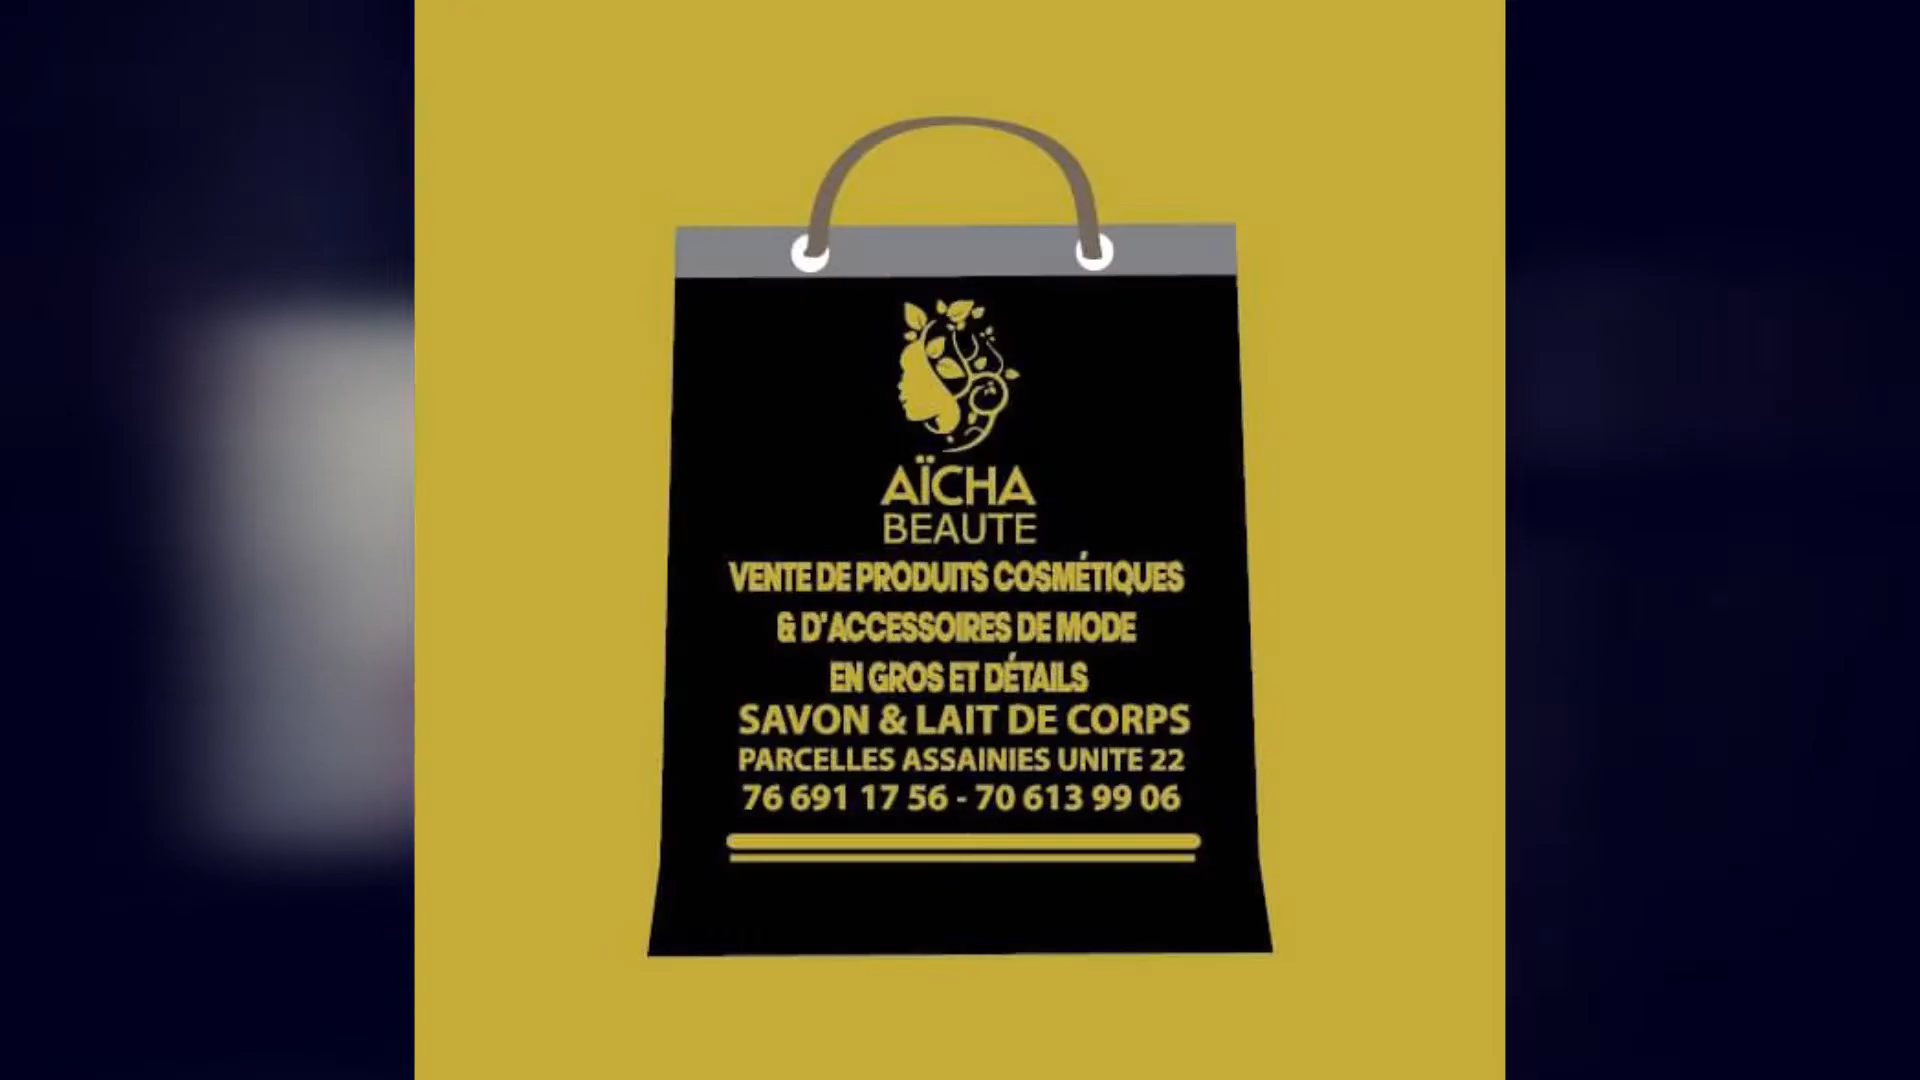 AÏCHA
BEAUTE
VENTE DE PRODUITS COSMÉTIQUES
& D'ACCESSOIRES DE MODE
EN GROS ET DÉTAILS
SAVON & LAIT DE CORPS
PARCELLES ASSAINIES UNITE 22
76 691 17 56 - 70 613 99 06